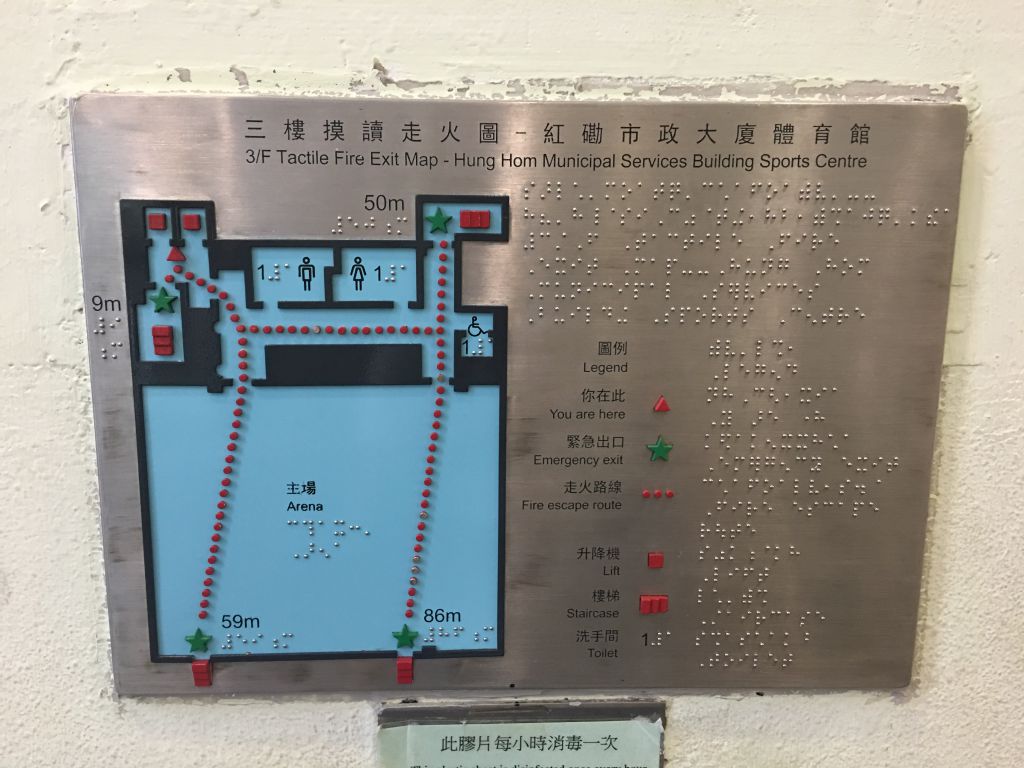 三樓摸讀走火圖 - 紅磡市政大廈體育館
3/F Tactile Fire Exit Map - Hung Hom Municipal Services Building Sports Centre
50m
1
1
9m
1
主場
Arena
59m
86m
圖例
Legend
你在此
You are here
緊急出口
Emergency exit
走火路線
Fire escape route
升降機
Lift
樓梯
Staircase
洗手間
Toilet
1
此膠片每小時消毒一次